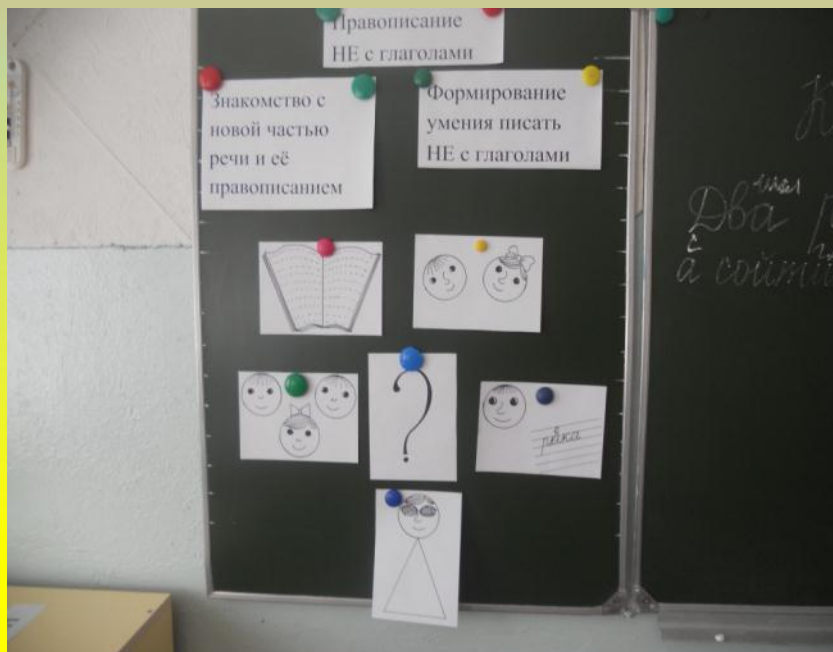 Правописание
НЕ с глаголами
Знакомство с
новой частью
речи и её
правописанием
Формирование
умения писать
НЕ с глаголами
?
Два
а сойти